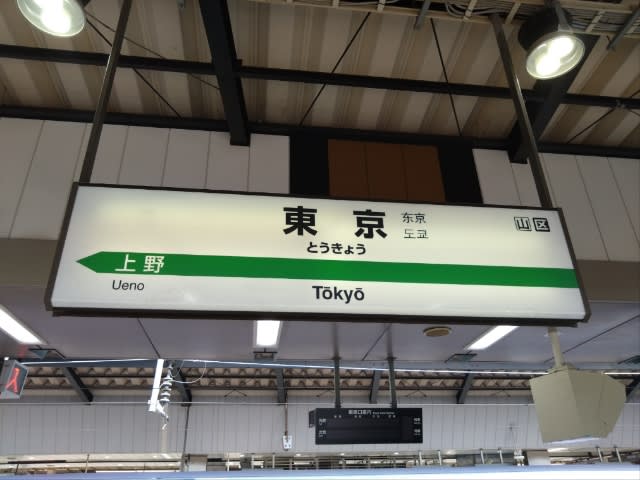 東京
东京
도쿄
山区
とうきょう
上野
Ueno
Tōkyō